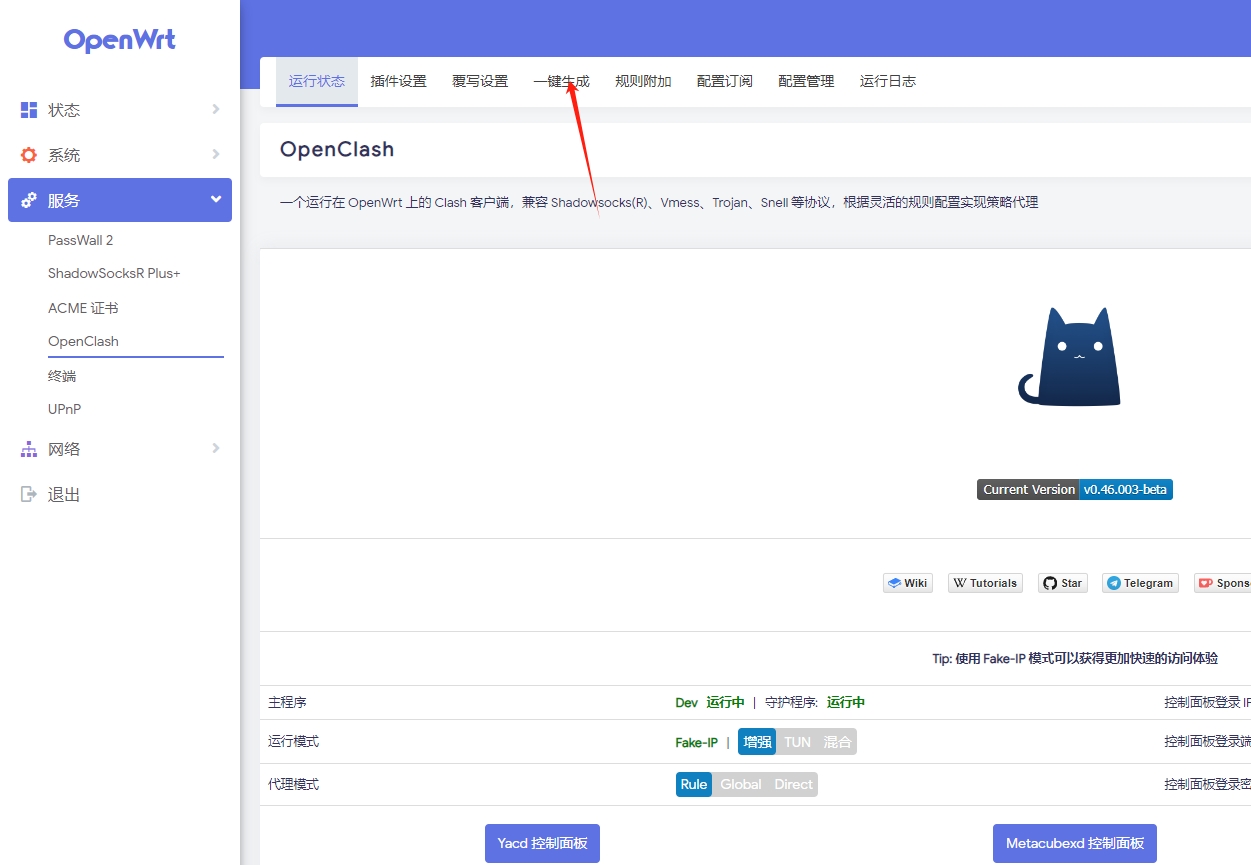 OpenWrt
状态
系统
服务
PassWall 2
ShadowSocksR Plus+
ACME 证书
OpenClash
终端
UPnP
网络
退出
运行状态 插件设置 覆写设置 一键生成 规则附加 配置订阅 配置管理 运行日志
OpenClash
一个运行在 OpenWrt 上的 Clash 客户端，兼容 Shadowsocks(R)、Vmess、Trojan、Snell 等协议，根据灵活的规则配置实现策略代理
Current Version v0.46.003-beta
Wiki Tutorials Star Telegram Spons
Tip: 使用 Fake-IP 模式可以获得更加快速的访问体验
主程序 Dev 运行中 | 守护程序: 运行中 控制面板登录 IP
运行模式 Fake-IP | 增强 TUN 混合 控制面板登录端
代理模式 Rule Global Direct 控制面板登录密
Yacd 控制面板 Metacubexd 控制面板